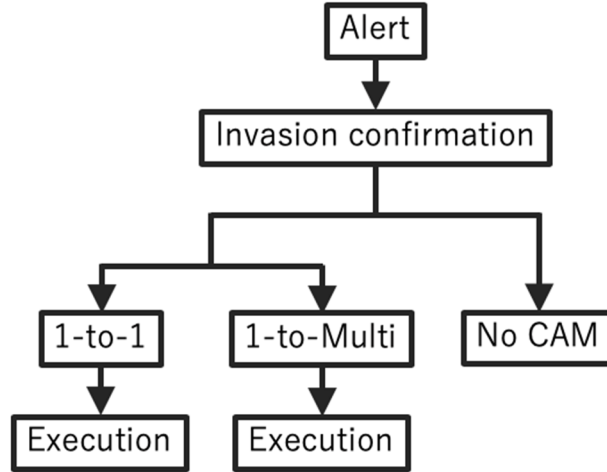 Alert
Invasion confirmation
1-to-1
1-to-Multi
No CAM
Execution
Execution